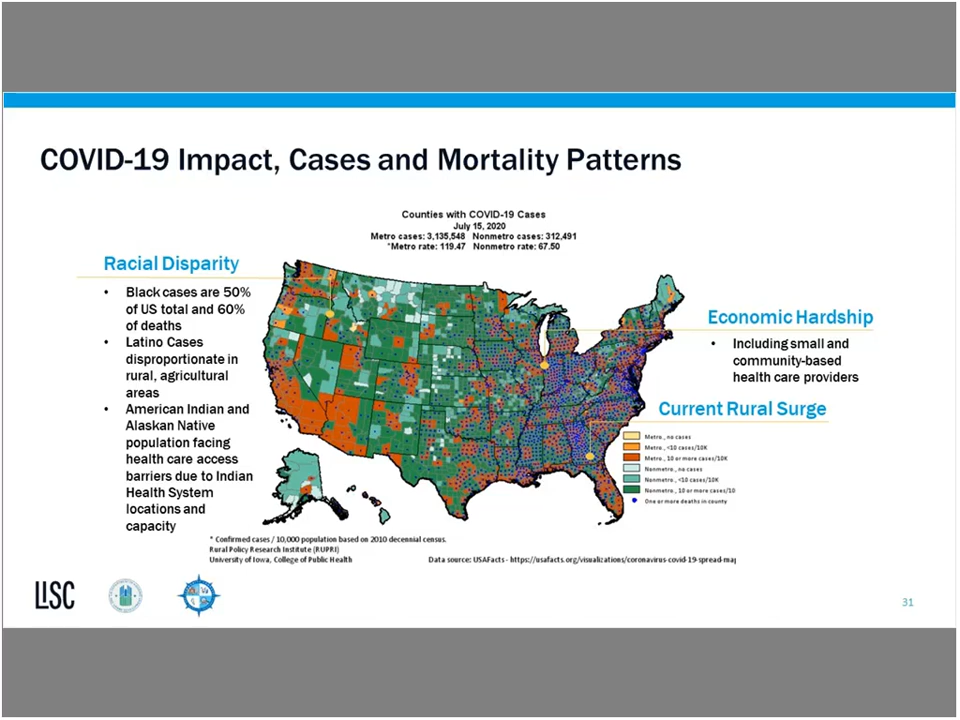 COVID-19 Impact, Cases and Mortality Patterns
Counties with COVID-19 Cases
July 15, 2020
Metro cases: 3,135,548 Nonmetro cases: 312,491
*Metro rate: 119.47 Nonmetro rate: 67.50
Racial Disparity
• Black cases are 50%
of US total and 60%
of deaths
• Latino Cases
disproportionate in
rural, agricultural
areas
• American Indian and
Alaskan Native
population facing
health care access
barriers due to Indian
Health System
locations and
capacity
Economic Hardship
• Including small and
community-based
health care providers
Current Rural Surge
Metro, no cases
Metro, <10 cases/10K
Metro, 10 or more cases/10K
Nonmetro, no cases
Nonmetro, <10 cases/10K
Nonmetro, 10 or more cases/10
One or more deaths in county
* Confirmed cases / 10,000 population based on 2010 decennial census.
Rural Policy Research Institute (RUPRI)
University of Iowa, College of Public Health
Data source: USAFacts - https://usafacts.org/visualizations/coronavirus-covid-19-spread-map
LISC
31